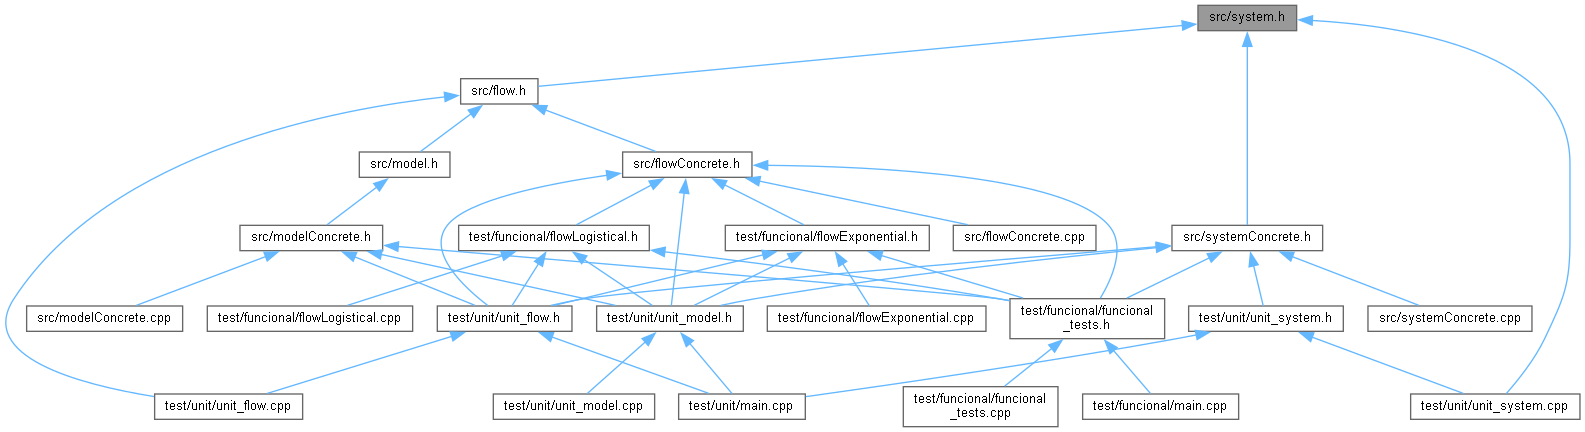 src/system.h
src/flow.h
src/model.h
src/flowConcrete.h
src/modelConcrete.h
test/funcional/flowLogistical.h
test/funcional/flowExponential.h
src/flowConcrete.cpp
src/systemConcrete.h
src/modelConcrete.cpp
test/funcional/flowLogistical.cpp
test/unit/unit_flow.h
test/unit/unit_model.h
test/funcional/flowExponential.cpp
test/funcional/funcional
_tests.h
test/unit/unit_system.h
src/systemConcrete.cpp
test/unit/unit_flow.cpp
test/unit/unit_model.cpp
test/unit/main.cpp
test/funcional/funcional
_tests.cpp
test/funcional/main.cpp
test/unit/unit_system.cpp